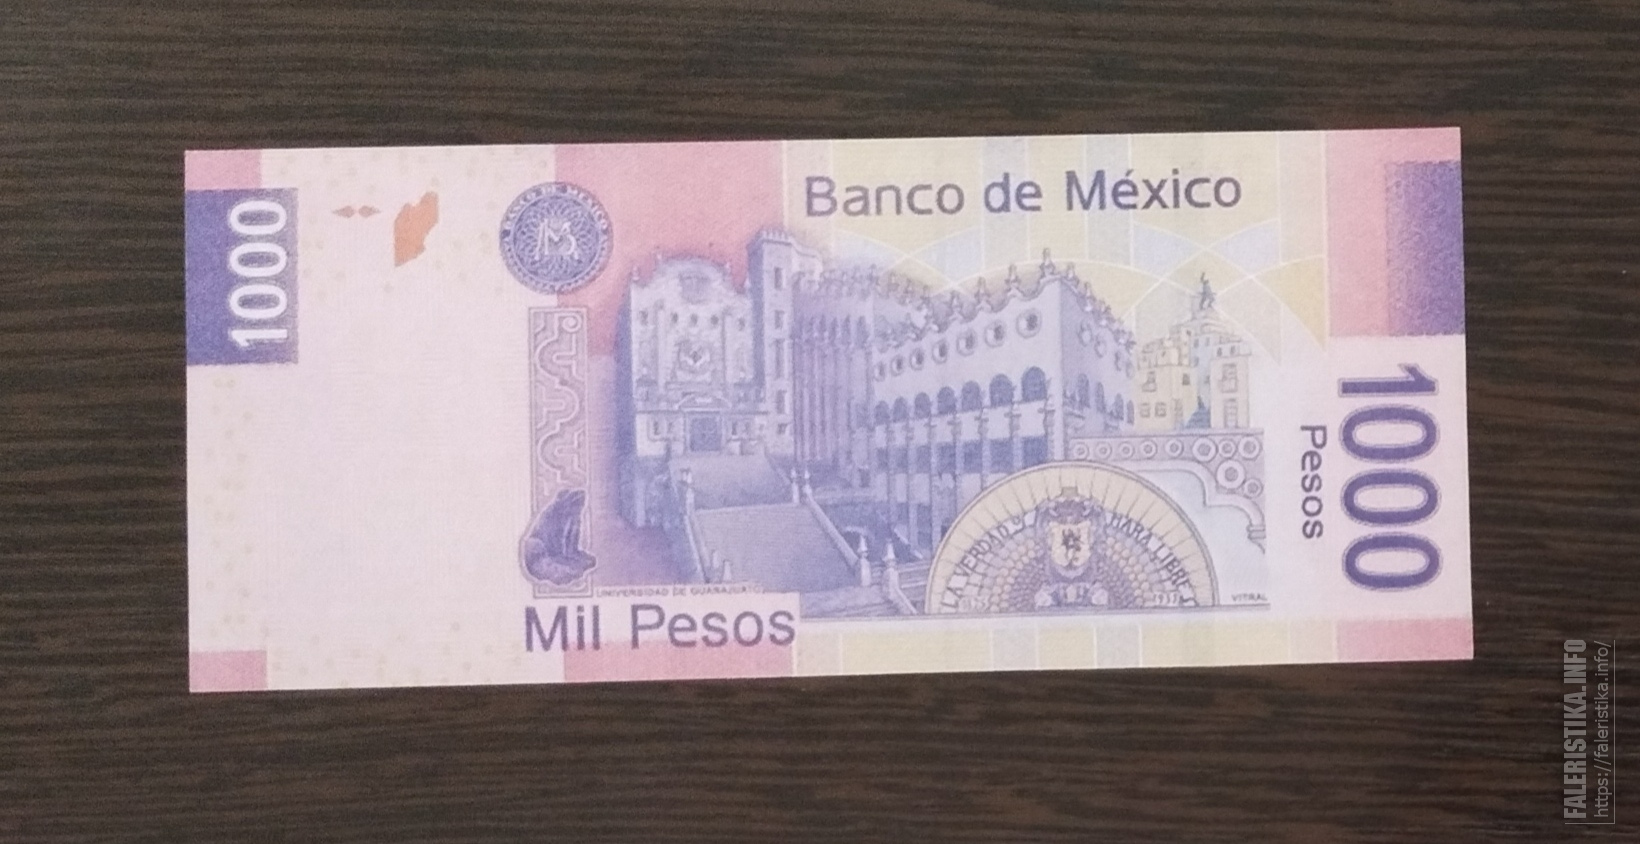 1000
BANCO DE MEXICO
Banco de México
LA VERDAD OS HARA LIBRES
1000
Pesos
UNIVERSIDAD DE GUANAJUATO
VITRAL
Mil Pesos
FALERISTIKA.INFO
https://faleristika.info/